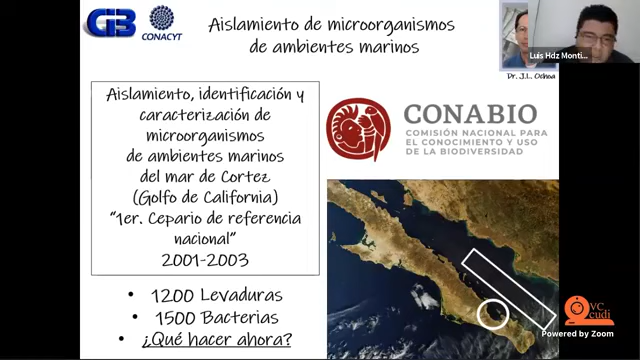 CiB
CONACYT
Aislamiento de microorganismos
de ambientes marinos
Luis Hdz Monti...
Dr. J.L. Ochoa
Aislamiento, identificación y
caracterización de
microorganismos
de ambientes marinos
del mar de Cortez
(Golfo de California)
"1er. Cepario de referencia
nacional"
2001-2003
CONABIO
COMISIÓN NACIONAL PARA
EL CONOCIMIENTO Y USO
DE LA BIODIVERSIDAD
• 1200 Levaduras
• 1500 Bacterias
• ¿Qué hacer ahora?
VC
cudi
Powered by Zoom